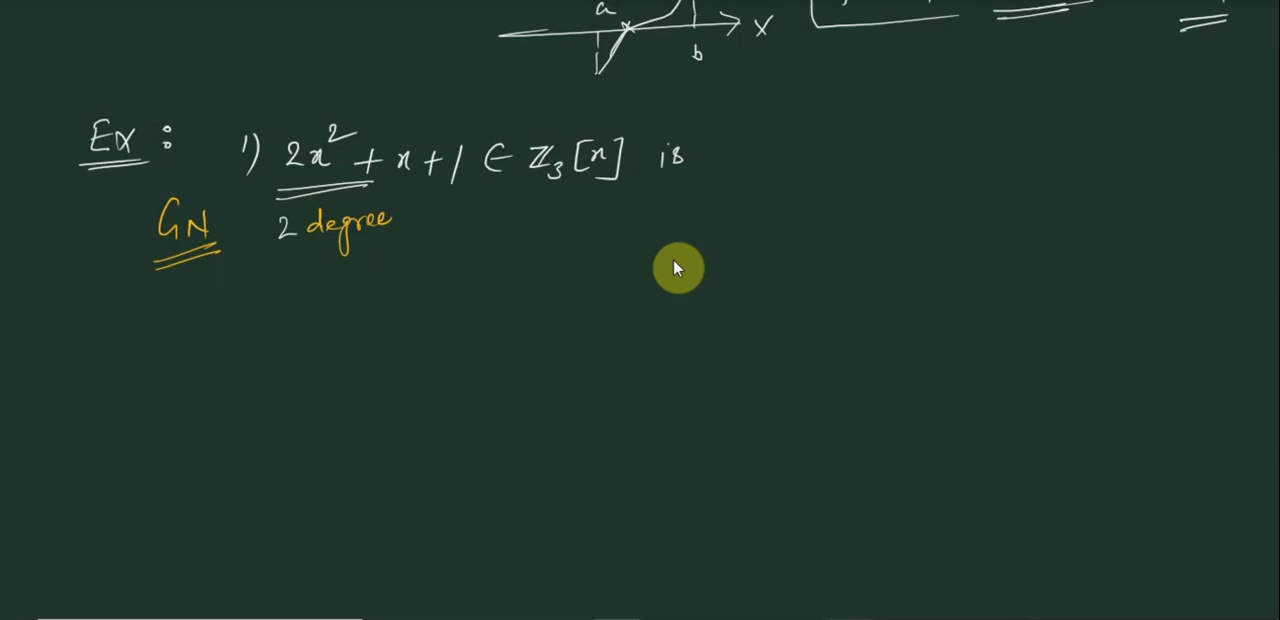 a
X
b
Ex : 1) 2x² + x + 1 ∈ ℤ₃[x] is
GN 2 degree